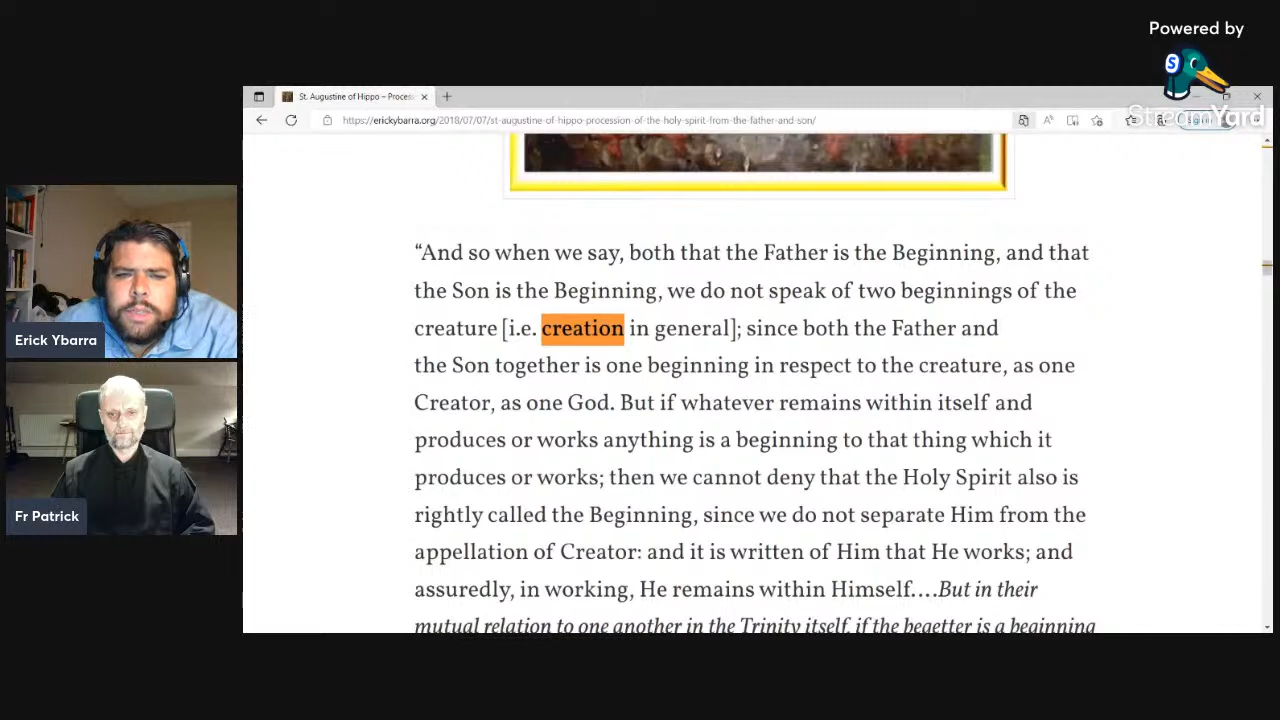 Powered by
StreamYard
St. Augustine of Hippo – Proces
https://erickybarra.org/2018/07/07/st-augustine-of-hippo-procession-of-the-holy-spirit-from-the-father-and-son/
“And so when we say, both that the Father is the Beginning, and that
the Son is the Beginning, we do not speak of two beginnings of the
creature [i.e. creation in general]; since both the Father and
the Son together is one beginning in respect to the creature, as one
Creator, as one God. But if whatever remains within itself and
produces or works anything is a beginning to that thing which it
produces or works; then we cannot deny that the Holy Spirit also is
rightly called the Beginning, since we do not separate Him from the
appellation of Creator: and it is written of Him that He works; and
assuredly, in working, He remains within Himself….But in their
mutual relation to one another in the Trinity itself, if the begetter is a beginning
Erick Ybarra
Fr Patrick